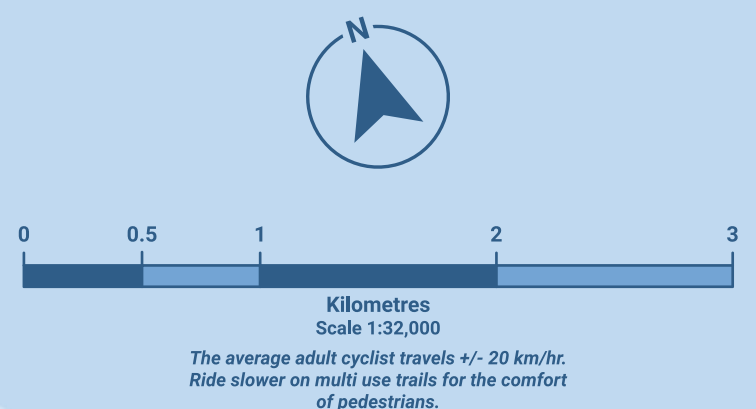 N
0 0.5 1 2 3
Kilometres
Scale 1:32,000
The average adult cyclist travels +/- 20 km/hr.
Ride slower on multi use trails for the comfort
of pedestrians.